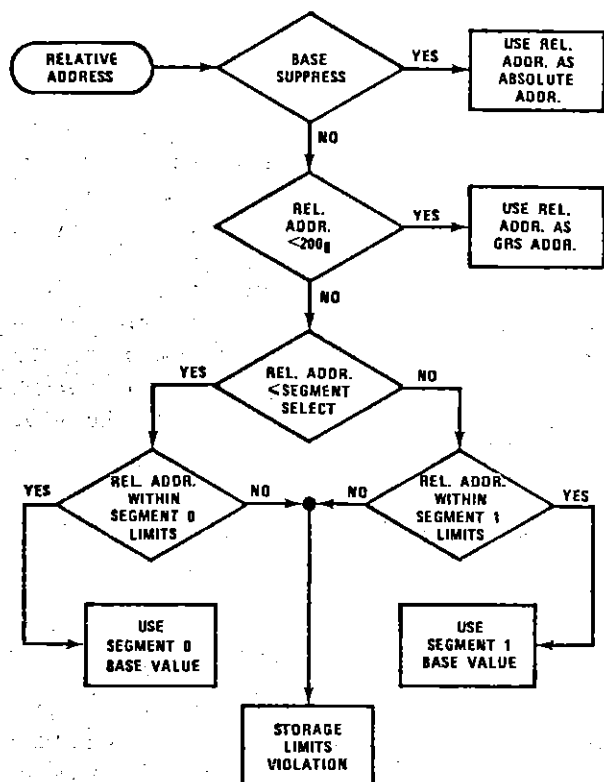 RELATIVE
ADDRESS
BASE
SUPPRESS
YES
USE REL.
ADDR. AS
ABSOLUTE
ADDR.
NO
REL.
ADDR.
<200₈
YES
USE REL.
ADDR. AS
GRS ADDR.
NO
YES
REL. ADDR.
<SEGMENT
SELECT
NO
YES
REL. ADDR.
WITHIN
SEGMENT 0
LIMITS
NO
NO
REL. ADDR.
WITHIN
SEGMENT 1
LIMITS
YES
USE
SEGMENT 0
BASE VALUE
USE
SEGMENT 1
BASE VALUE
STORAGE
LIMITS
VIOLATION